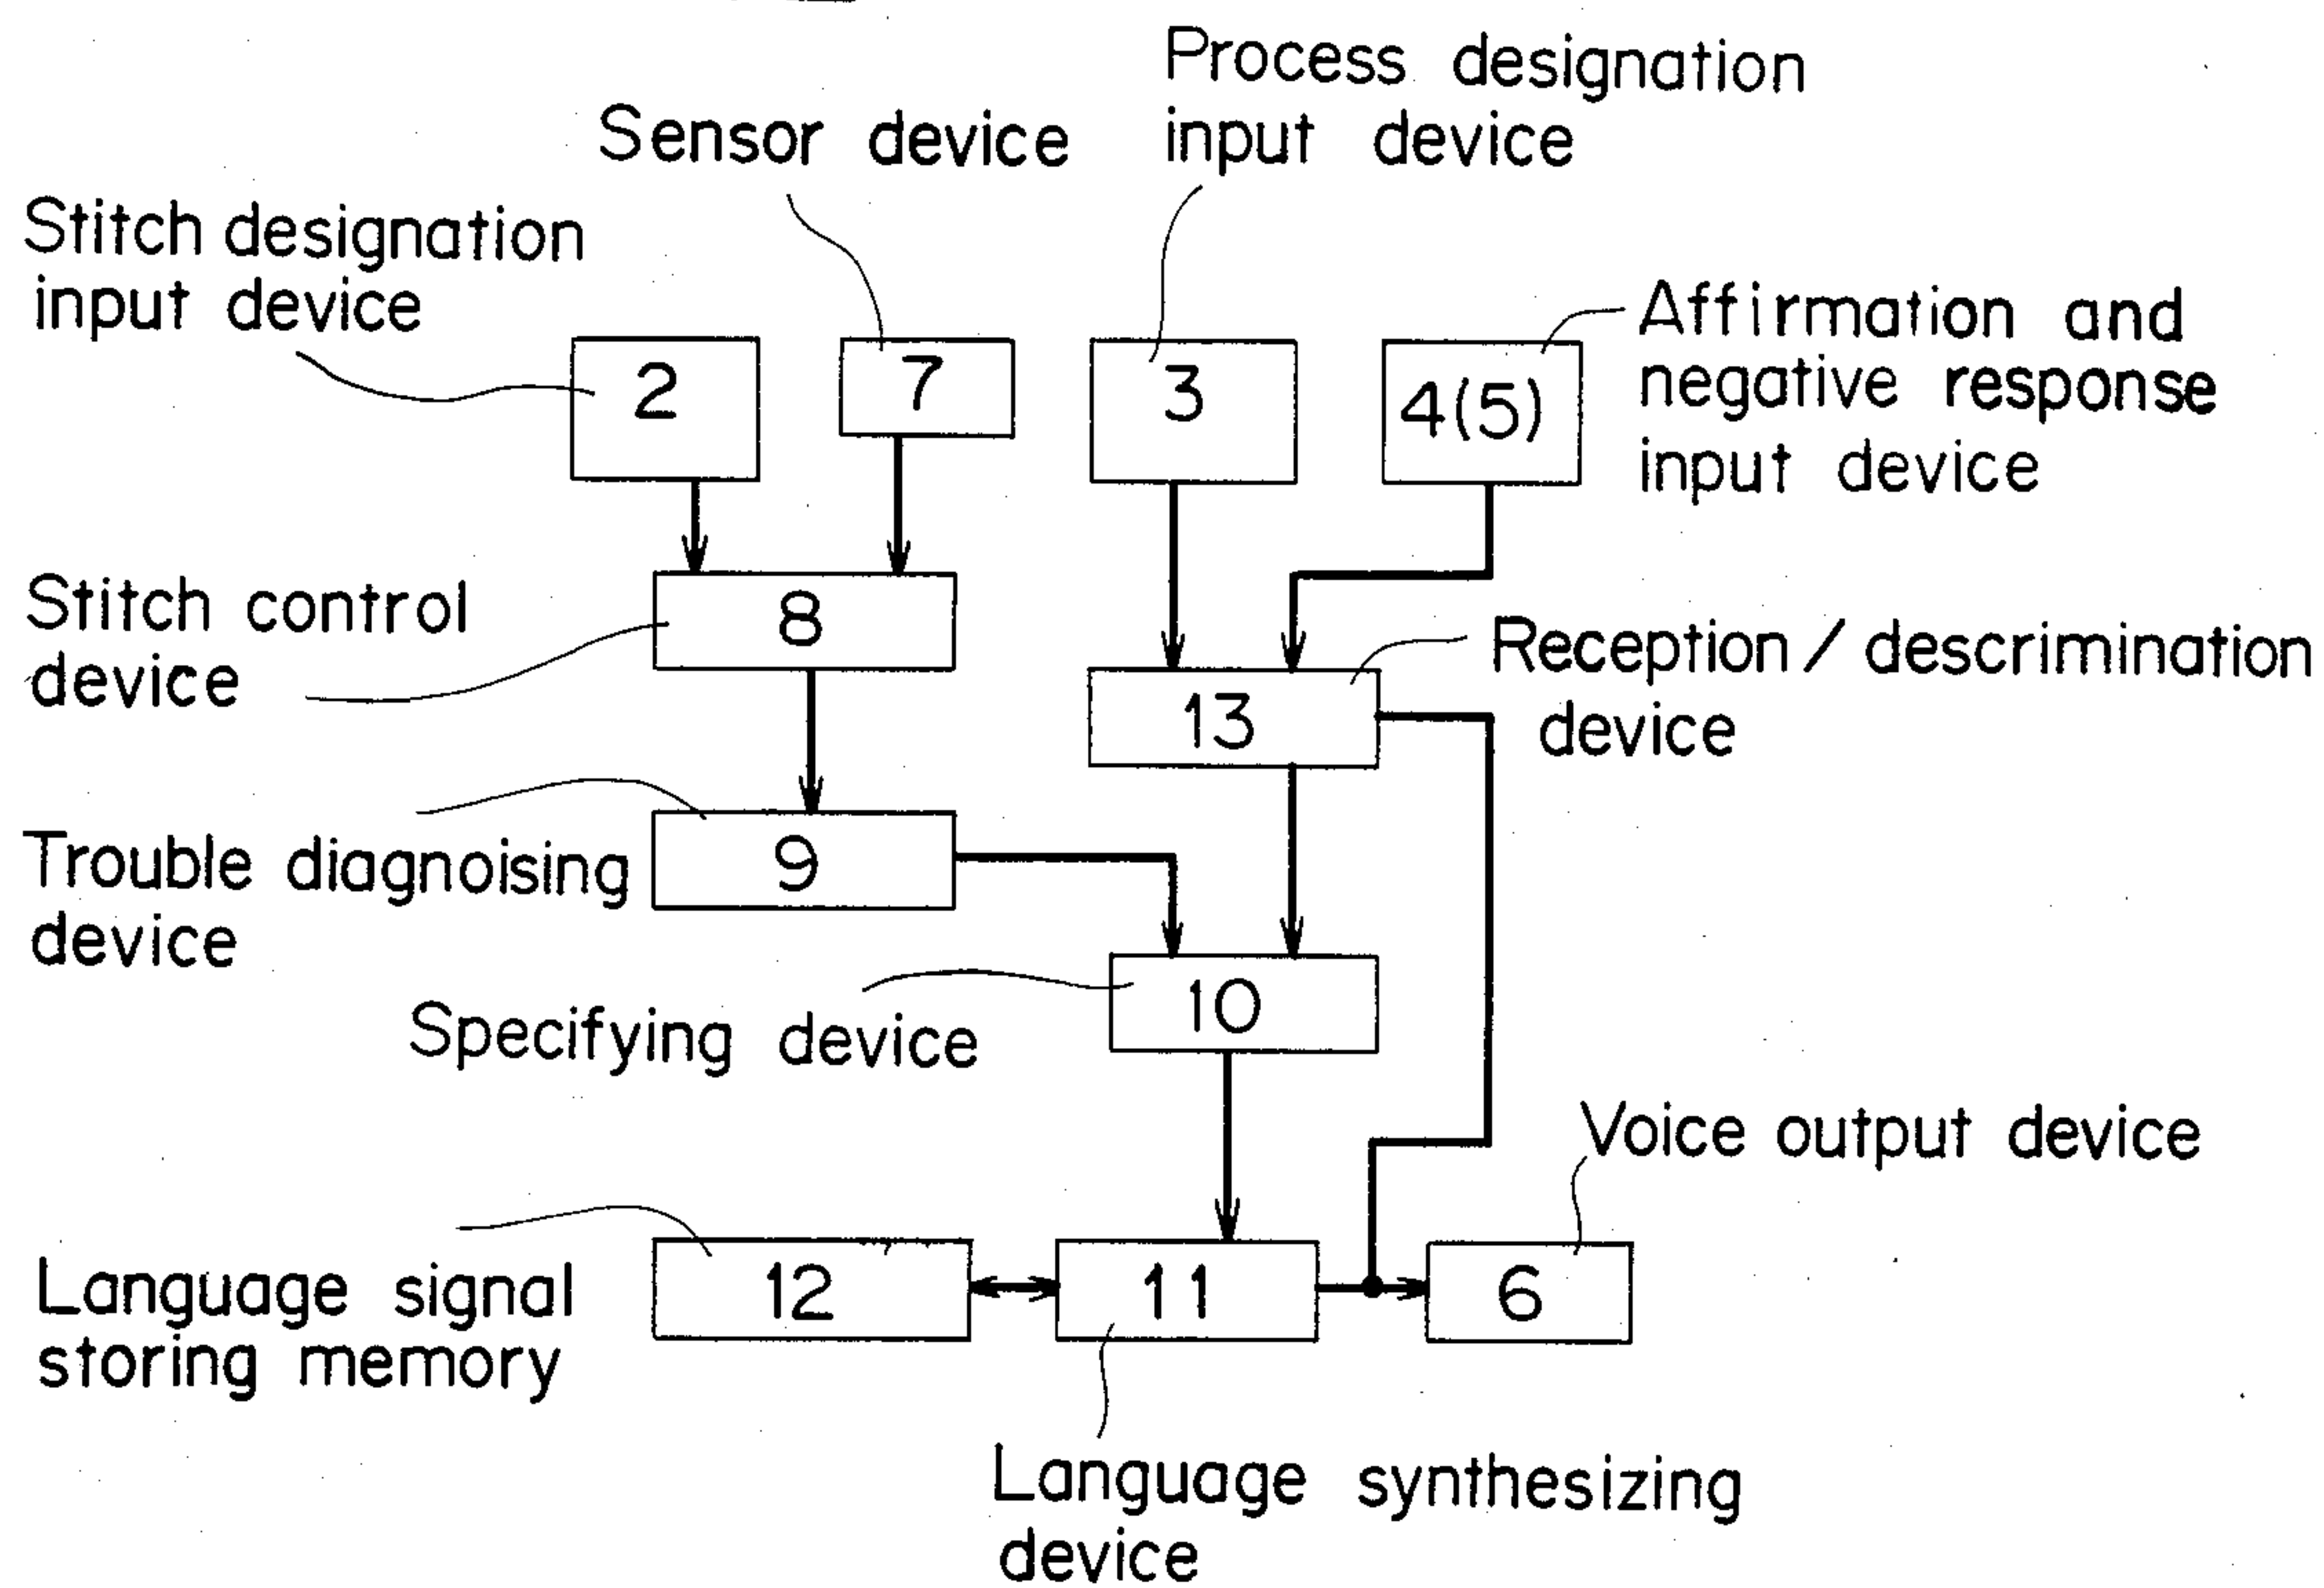 Process designation
input device
Sensor device
Stitch designation
input device
Affirmation and
negative response
input device
2
7
3
4(5)
Stitch control
device
8
Reception / descrimination
device
13
Trouble diagnoising
device
9
Specifying device
10
Voice output device
Language signal
storing memory
12
11
6
Language synthesizing
device